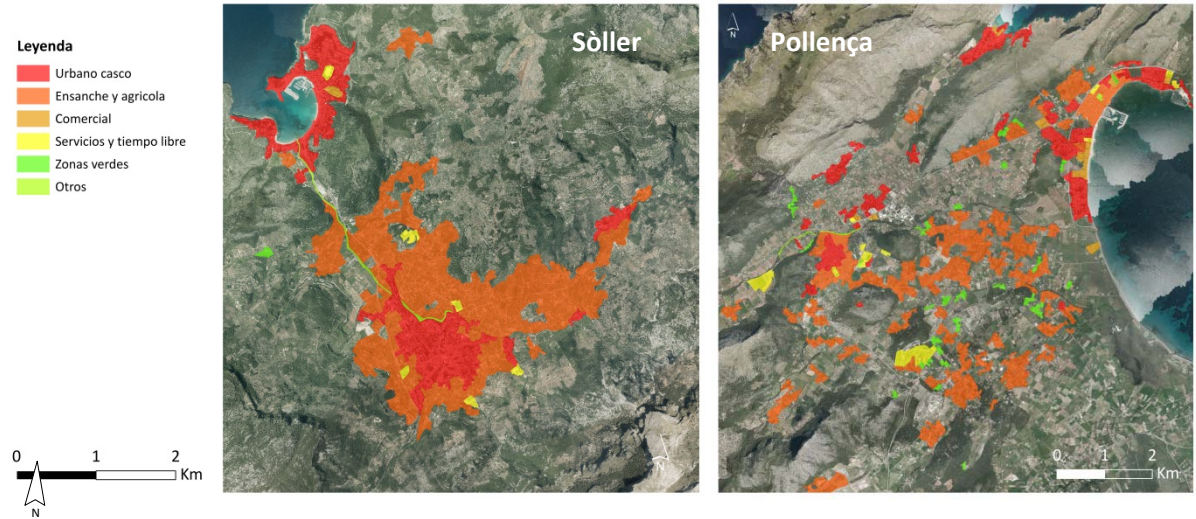 Leyenda
Urbano casco
Ensanche y agricola
Comercial
Servicios y tiempo libre
Zonas verdes
Otros
0 1 2
Km
N
Sòller
N
N
Pollença
0 1 2
Km